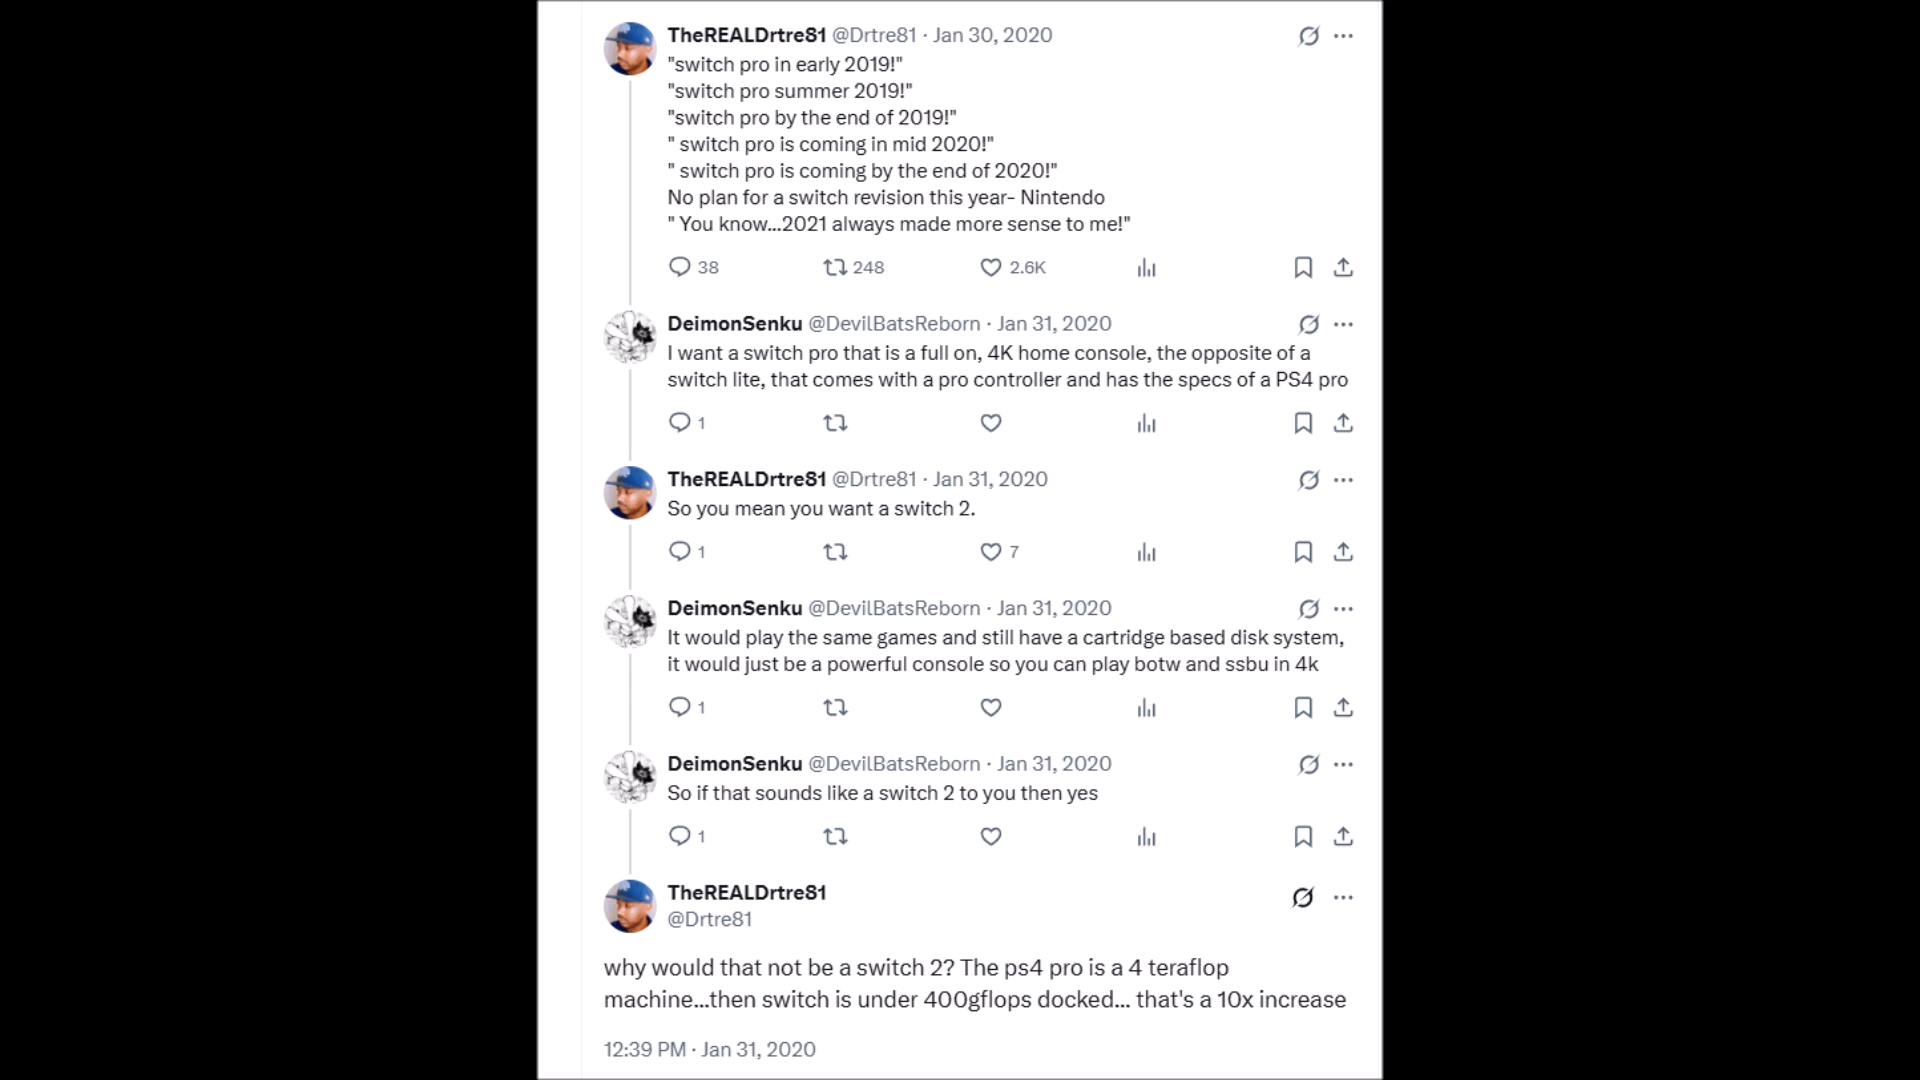 TheREALDrtre81 @Drtre81 · Jan 30, 2020
"switch pro in early 2019!"
"switch pro summer 2019!"
"switch pro by the end of 2019!"
" switch pro is coming in mid 2020!"
" switch pro is coming by the end of 2020!"
No plan for a switch revision this year- Nintendo
" You know...2021 always made more sense to me!"
38 248 2.6K
DeimonSenku @DevilBatsReborn · Jan 31, 2020
I want a switch pro that is a full on, 4K home console, the opposite of a
switch lite, that comes with a pro controller and has the specs of a PS4 pro
1
TheREALDrtre81 @Drtre81 · Jan 31, 2020
So you mean you want a switch 2.
1 7
DeimonSenku @DevilBatsReborn · Jan 31, 2020
It would play the same games and still have a cartridge based disk system,
it would just be a powerful console so you can play botw and ssbu in 4k
1
DeimonSenku @DevilBatsReborn · Jan 31, 2020
So if that sounds like a switch 2 to you then yes
1
TheREALDrtre81
@Drtre81
why would that not be a switch 2? The ps4 pro is a 4 teraflop
machine...then switch is under 400gflops docked... that's a 10x increase
12:39 PM · Jan 31, 2020